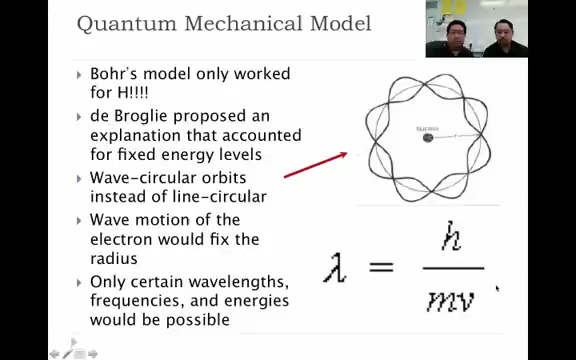 Quantum Mechanical Model
Bohr's model only worked
for H!!!!
de Broglie proposed an
explanation that accounted
for fixed energy levels
Wave-circular orbits
instead of line-circular
Wave motion of the
electron would fix the
radius
Only certain wavelengths,
frequencies, and energies
would be possible
Nucleus
r
λ = h / mv